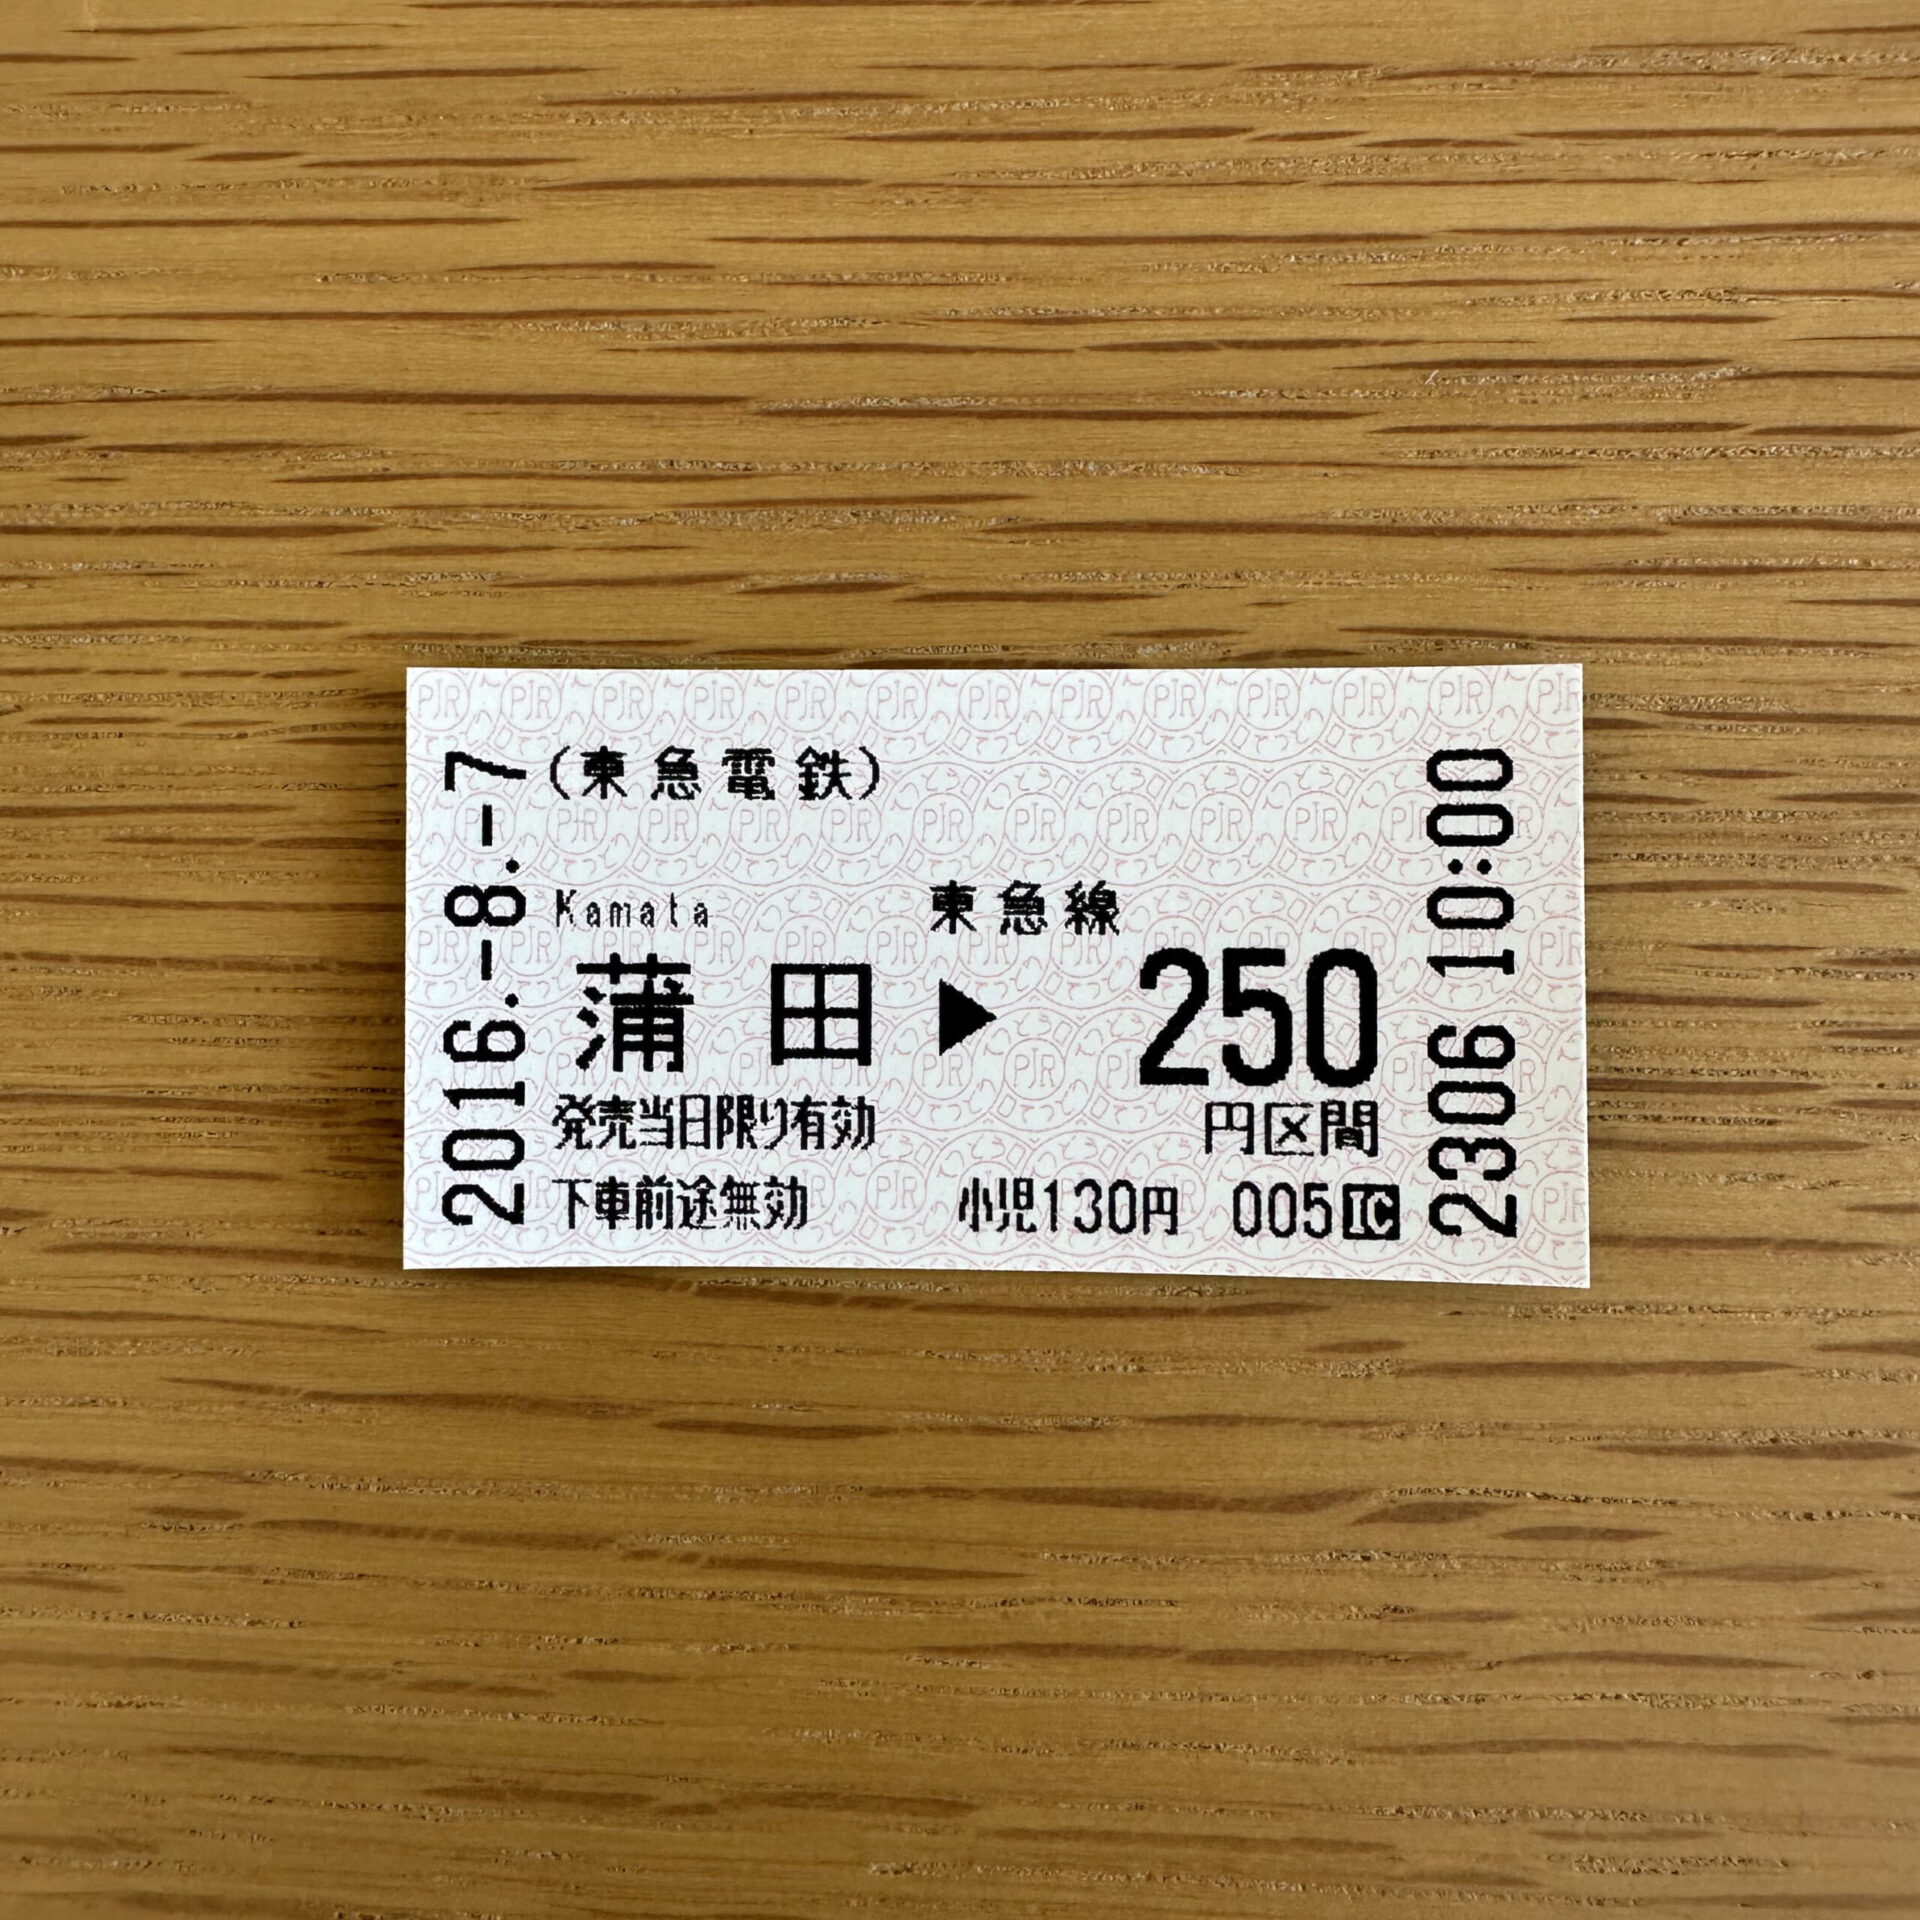 2016.-8.-7
(東急電鉄)
Kamata 東急線
蒲田▶250
発売当日限り有効 円区間
下車前途無効 小児130円 005IC
2306 10:00